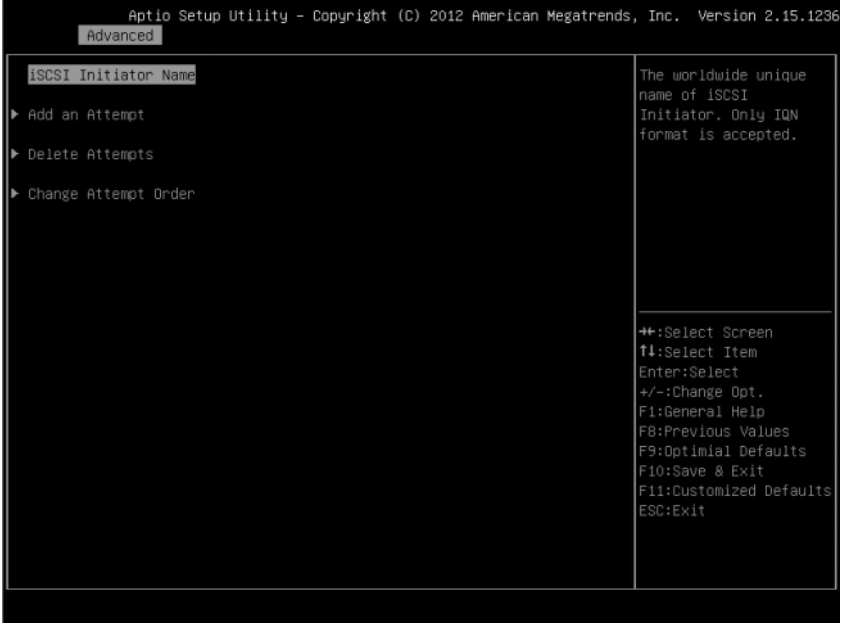 Aptio Setup Utility – Copyright (C) 2012 American Megatrends, Inc. Version 2.15.1236
Advanced
iSCSI Initiator Name
▶ Add an Attempt
▶ Delete Attempts
▶ Change Attempt Order
The worldwide unique
name of iSCSI
Initiator. Only IQN
format is accepted.
→←:Select Screen
↑↓:Select Item
Enter:Select
+/-:Change Opt.
F1:General Help
F8:Previous Values
F9:Optimial Defaults
F10:Save & Exit
F11:Customized Defaults
ESC:Exit